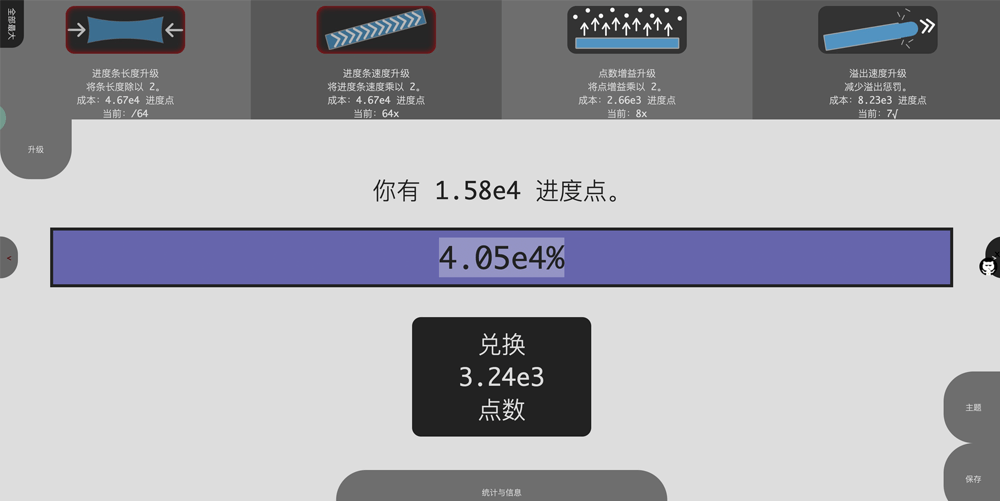 全部最大
进度条长度升级
将条长度除以 2。
成本: 4.67e4 进度点
当前: /64
进度条速度升级
将进度条速度乘以 2。
成本: 4.67e4 进度点
当前: 64x
点数增益升级
将点增益乘以 2。
成本: 2.66e3 进度点
当前: 8x
溢出速度升级
减少溢出惩罚。
成本: 8.23e3 进度点
当前: 7√
升级
你有 1.58e4 进度点。
<
4.05e4%
兑换
3.24e3
点数
主题
保存
统计与信息